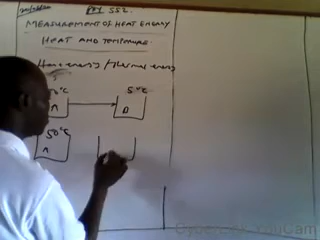 PHY 552
MEASUREMENT OF HEAT ENERGY
HEAT AND TEMPERATURE
Heat energy / thermal energy
5°C
A
B
50°C
A
CyberLink YouCam